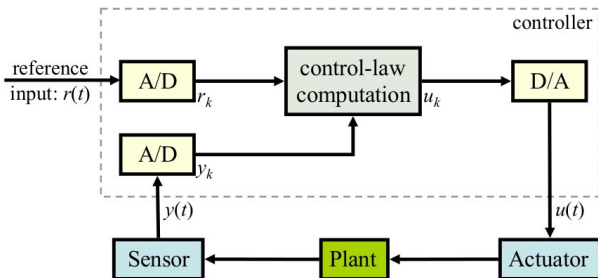 controller
reference
input: r(t)
A/D
r_k
control-law
computation
u_k
D/A
A/D
y_k
y(t)
u(t)
Sensor
Plant
Actuator